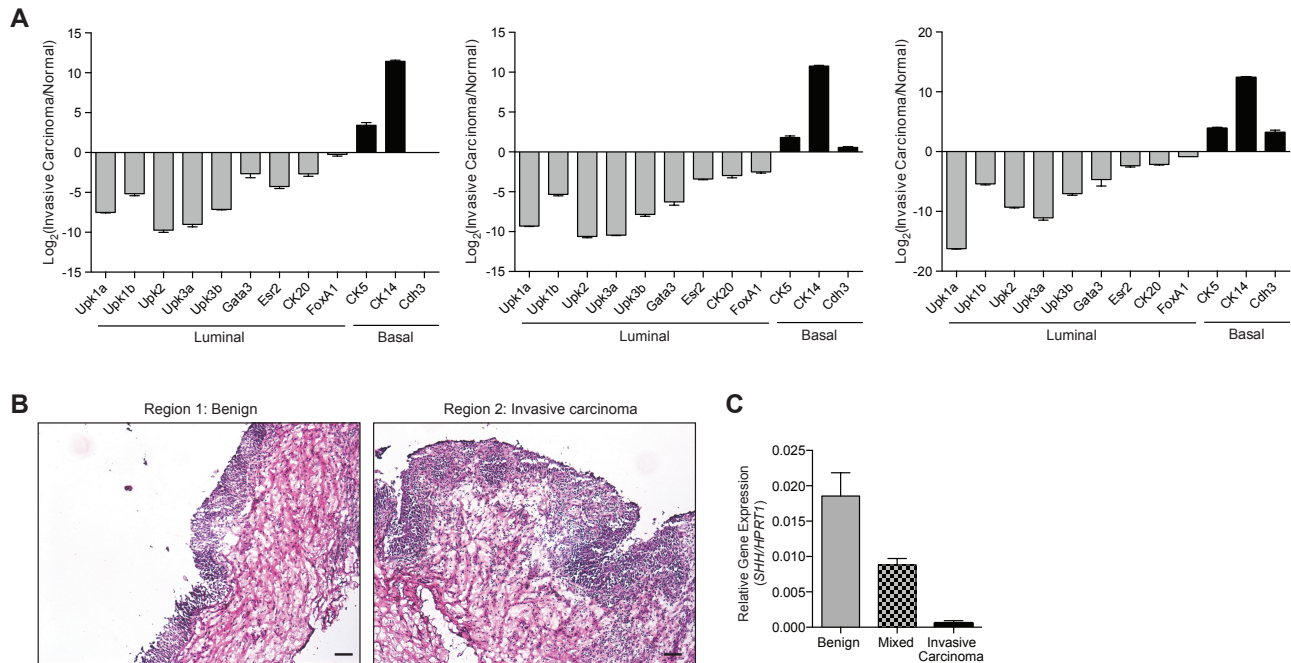 A
Log2(Invasive Carcinoma/Normal)
15
10
5
0
-5
-10
-15
Upk1a Upk1b Upk2 Upk3a Upk3b Gata3 Esr2 CK20 FoxA1 CK5 CK14 Cdh3
Luminal Basal
Log2(Invasive Carcinoma/Normal)
15
10
5
0
-5
-10
-15
Upk1a Upk1b Upk2 Upk3a Upk3b Gata3 Esr2 CK20 FoxA1 CK5 CK14 Cdh3
Luminal Basal
Log2(Invasive Carcinoma/Normal)
20
10
0
-10
-20
Upk1a Upk1b Upk2 Upk3a Upk3b Gata3 Esr2 CK20 FoxA1 CK5 CK14 Cdh3
Luminal Basal
B
Region 1: Benign
Region 2: Invasive carcinoma
C
Relative Gene Expression
(SHH/HPRT1)
0.025
0.020
0.015
0.010
0.005
0.000
Benign Mixed Invasive
Carcinoma